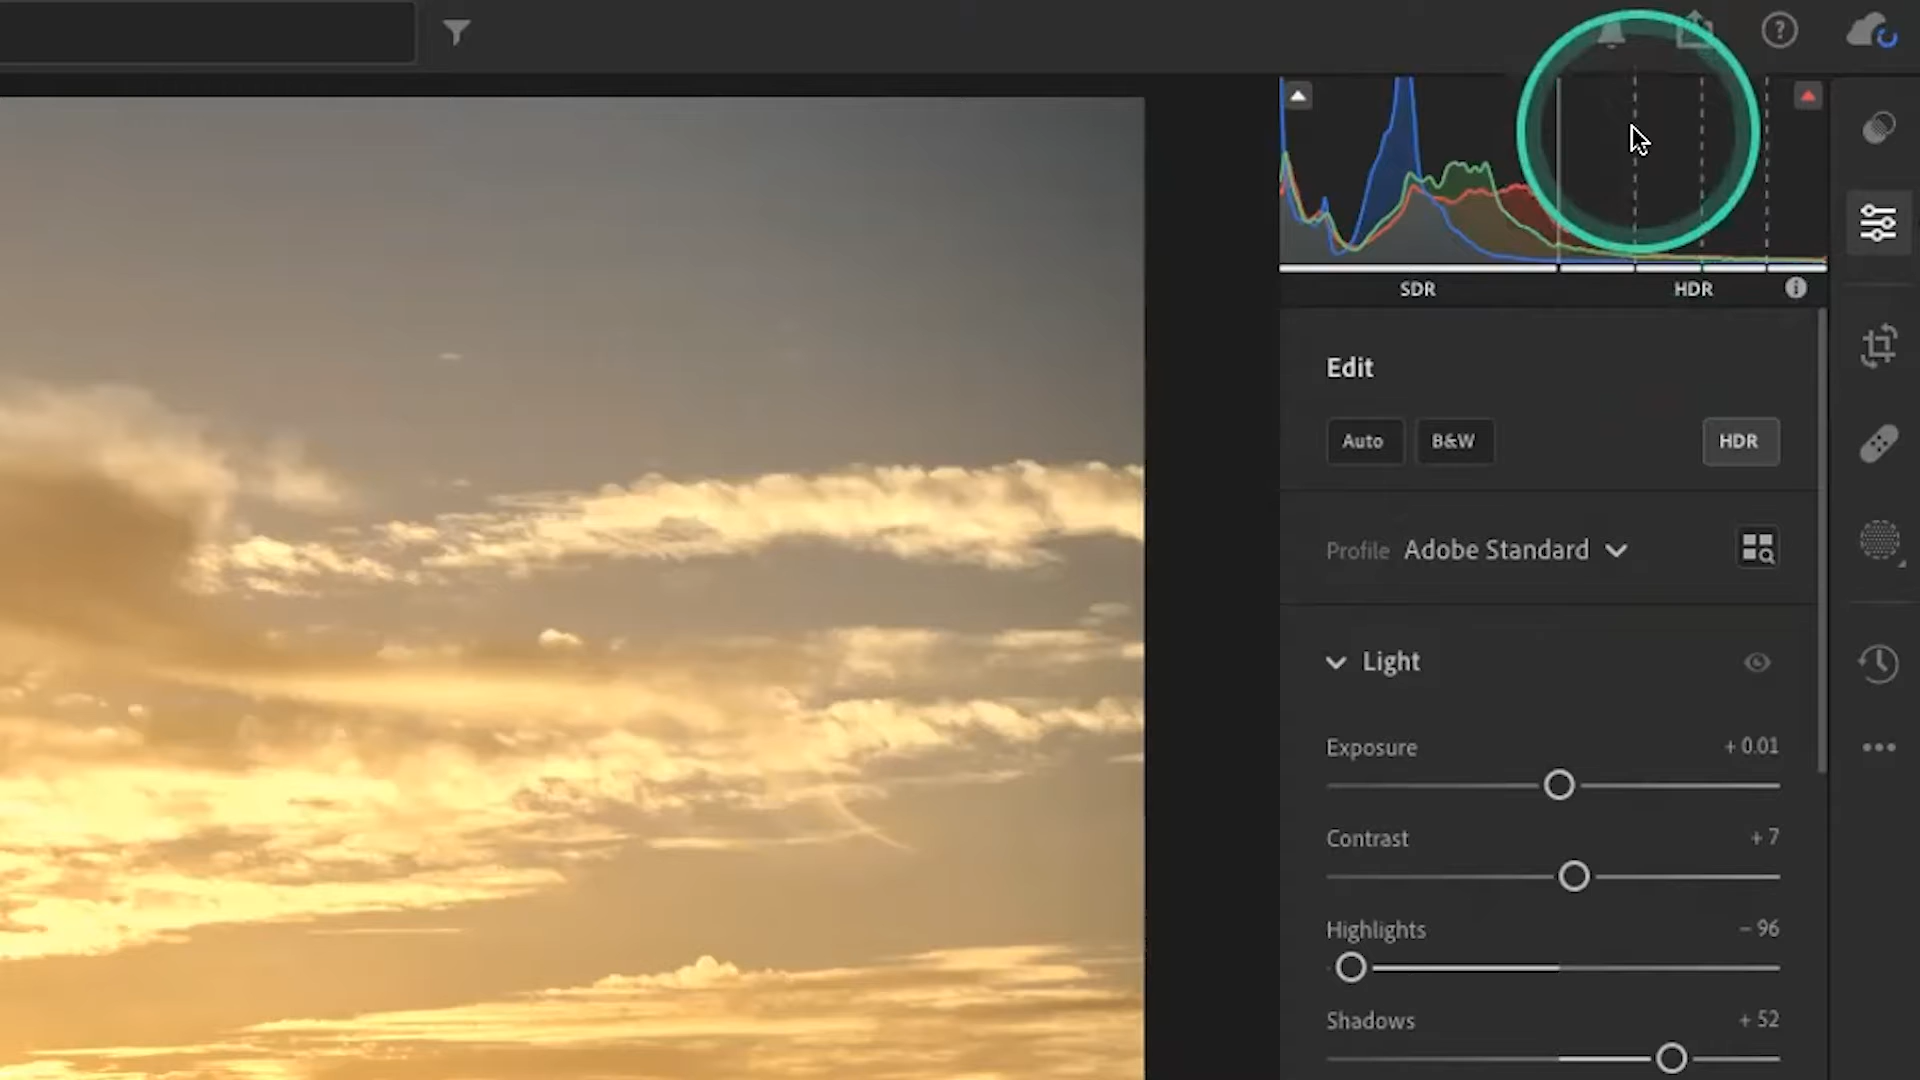 SDR
HDR
Edit
Auto
B&W
HDR
Profile Adobe Standard
Light
Exposure + 0.01
Contrast + 7
Highlights – 96
Shadows + 52